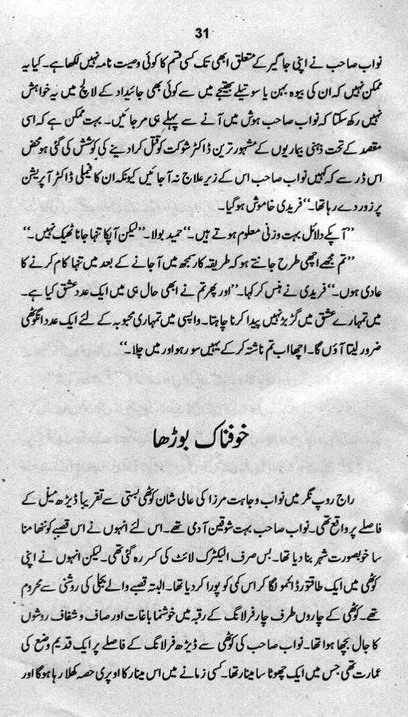 31
نواب صاحب نے اپنی جاگیر کے متعلق ابھی تک کسی قسم کا کوئی وصیت نامہ نہیں لکھا ہے۔ کیا یہ
ممکن نہیں کہ ان کی بیوہ بہن یا سوتیلے بھتیجے میں سے کوئی بھی جائیداد کے لالچ میں یہ خواہش
نہیں رکھ سکتا کہ نواب صاحب ہوش میں آنے سے پہلے ہی مر جائیں۔ بہت ممکن ہے کہ اسی
مقصد کے تحت ذہنی بیماریوں کے مشہور ترین ڈاکٹر شوکت کو قتل کرا دینے کی کوشش کی گئی ہو محض
اس ڈر سے کہ کہیں نواب صاحب اس کے زیر علاج نہ آ جائیں کیونکہ ان کا فیملی ڈاکٹر آپریشن
پر زور دے رہا تھا۔‘‘ فریدی خاموش ہو گیا۔
’’آپکے دلائل بہت وزنی معلوم ہوتے ہیں۔‘‘ حمید بولا۔ ’’لیکن آپکا تنہا جانا ٹھیک نہیں۔‘‘
’’تم مجھے اچھی طرح جانتے ہو کہ طریقہ کار سمجھ میں آ جانے کے بعد میں تنہا کام کرنے کا
عادی ہوں۔‘‘ فریدی نے ہنس کر کہا۔ ’’اور پھر تم نے ابھی حال ہی میں ایک عدد عشق کیا ہے۔
میں تمہارے عشق میں گڑبڑ نہیں پیدا کرنا چاہتا۔ واپسی میں تمہاری محبوبہ کے لئے ایک عدد انگوٹھی
ضرور لیتا آؤں گا۔ اچھا اب تم ناشتہ کر کے یہیں سو رہو اور میں چلا۔‘‘
خوفناک بوڑھا
راج روپ نگر میں نواب وجاہت مرزا کی عالی شان کوٹھی بستی سے تقریباً ڈیڑھ میل کے
فاصلے پر واقع تھی۔ نواب صاحب بہت شوقین آدمی تھے۔ اس لئے انہوں نے اس قصبے کو ننھا منا
سا خوبصورت شہر بنا دیا تھا۔ بس صرف الیکٹرک لائٹ کی کسر رہ گئی تھی۔ لیکن انہوں نے اپنی
کوٹھی میں ایک طاقتور ڈائنمو لگا کر اس کمی کو پورا کر دیا تھا۔ البتہ قصبے والے بجلی کی روشنی سے محروم
تھے۔ کوٹھی کے چاروں طرف چار فرلانگ کے رقبہ میں خوشنما باغات اور صاف و شفاف روشوں
کا جال بچھا ہوا تھا۔ نواب صاحب کی کوٹھی سے ڈیڑھ فرلانگ کے فاصلے پر ایک قدیم وضع کی
عمارت تھی جس میں ایک چھوٹا سا مینار تھا۔ کسی زمانے میں اس مینار کا اوپری حصہ کھلا رہا ہوگا اور